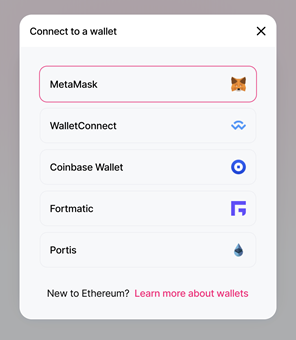 Connect to a wallet
MetaMask
WalletConnect
Coinbase Wallet
Fortmatic
Portis
New to Ethereum? Learn more about wallets